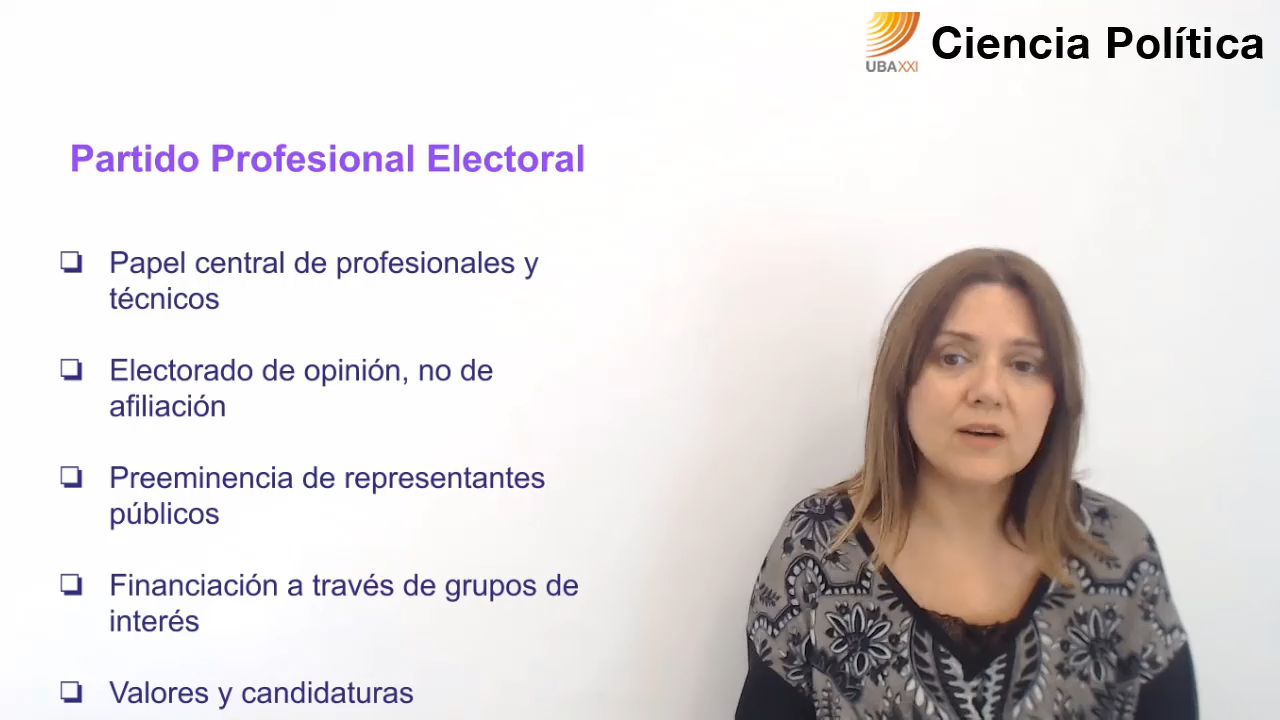 UBAXXI
Ciencia Política
Partido Profesional Electoral
❏ Papel central de profesionales y
técnicos
❏ Electorado de opinión, no de
afiliación
❏ Preeminencia de representantes
públicos
❏ Financiación a través de grupos de
interés
❏ Valores y candidaturas